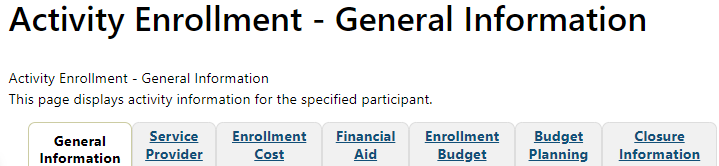 Activity Enrollment - General Information
Activity Enrollment - General Information
This page displays activity information for the specified participant.
General Information
Service Provider
Enrollment Cost
Financial Aid
Enrollment Budget
Budget Planning
Closure Information